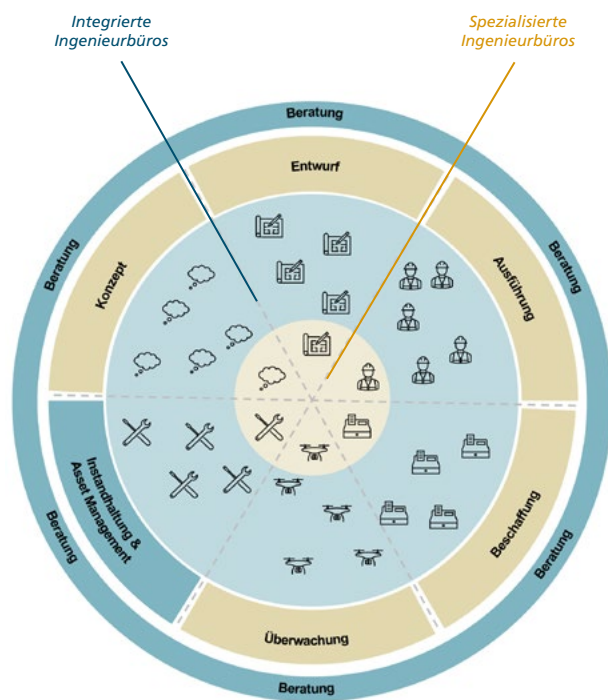 Integrierte
Ingenieurbüros
Spezialisierte
Ingenieurbüros
Beratung
Entwurf
Beratung
Konzept
Ausführung
Beratung
Instandhaltung &
Asset Management
Beschaffung
Beratung
Beratung
Überwachung
Beratung